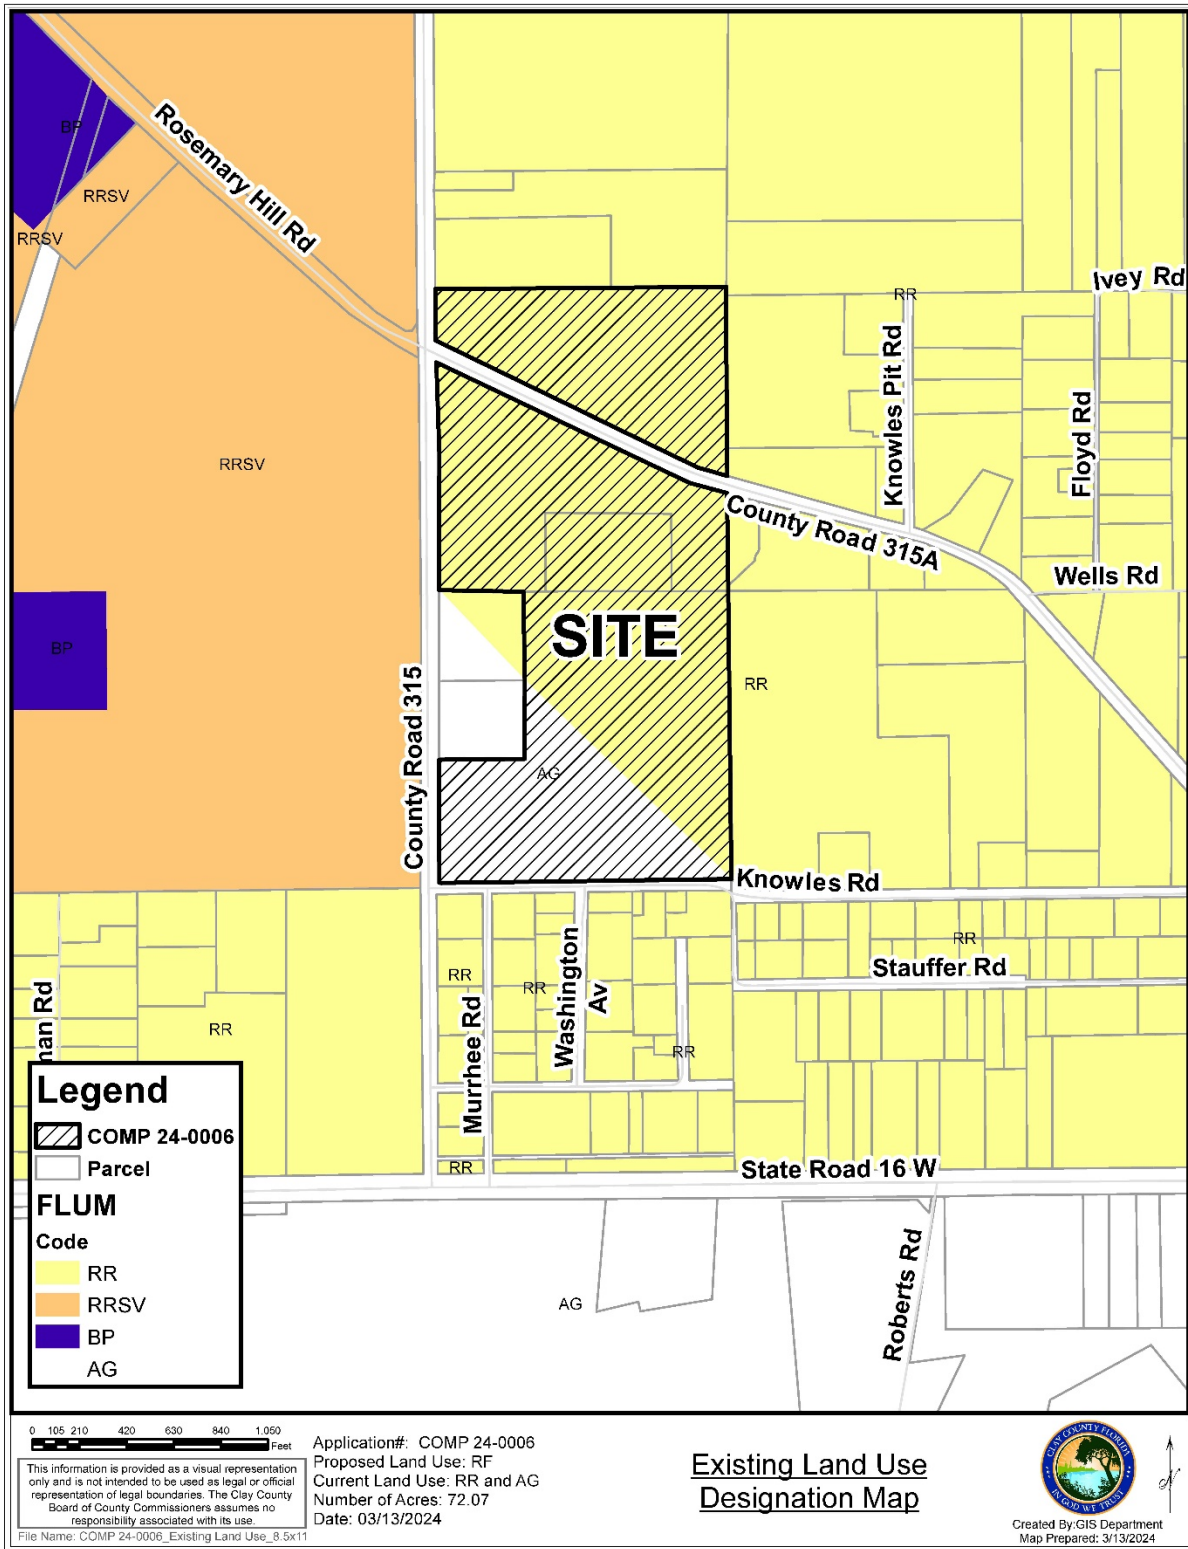 BP
Rosemary Hill Rd
RRSV
RRSV
Ivey Rd
RR
Knowles Pit Rd
Floyd Rd
RRSV
County Road 315A
Wells Rd
SITE
BP
RR
County Road 315
AG
Knowles Rd
RR
Stauffer Rd
RR
RR
Washington
Av
Murrhee Rd
nan Rd
RR
RR
RR
State Road 16 W
AG
Roberts Rd
Legend
COMP 24-0006
Parcel
FLUM
Code
RR
RRSV
BP
AG
0 105 210 420 630 840 1,050
Feet
This information is provided as a visual representation
only and is not intended to be used as legal or official
representation of legal boundaries. The Clay County
Board of County Commissioners assumes no
responsibility associated with its use.
File Name: COMP 24-0006_Existing Land Use_8.5x11
Application#: COMP 24-0006
Proposed Land Use: RF
Current Land Use: RR and AG
Number of Acres: 72.07
Date: 03/13/2024
Existing Land Use
Designation Map
CLAY COUNTY FLORIDA
IN GOD WE TRUST
N
Created By:GIS Department
Map Prepared: 3/13/2024